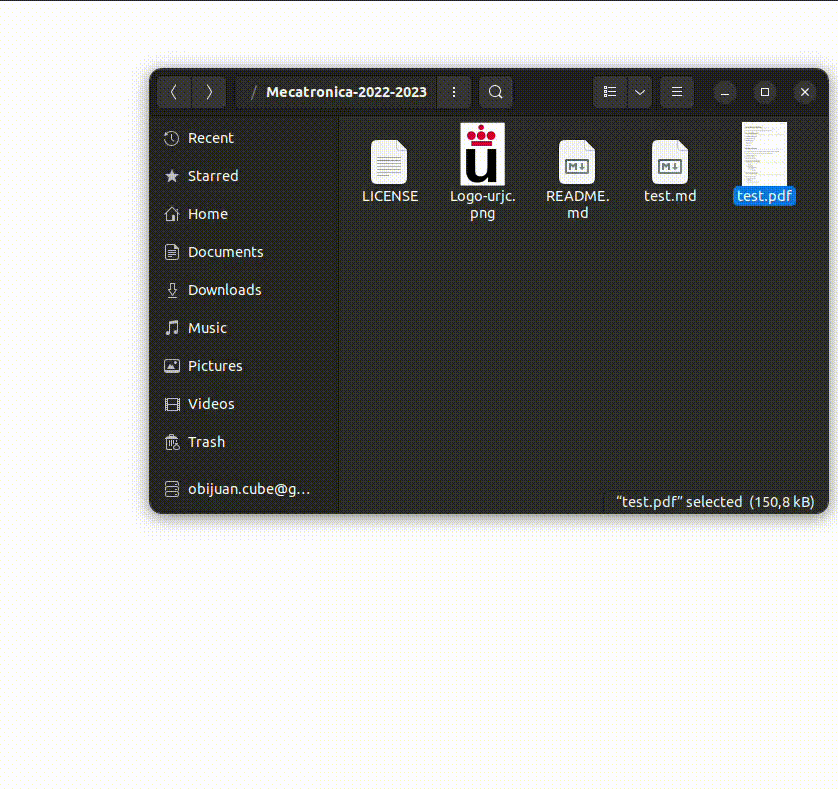 / Mecatronica-2022-2023
Recent
Starred
Home
Documents
Downloads
Music
Pictures
Videos
Trash
obijuan.cube@g...
LICENSE
Logo-urjc.
png
README.
md
test.md
test.pdf
"test.pdf" selected (150,8 kB)